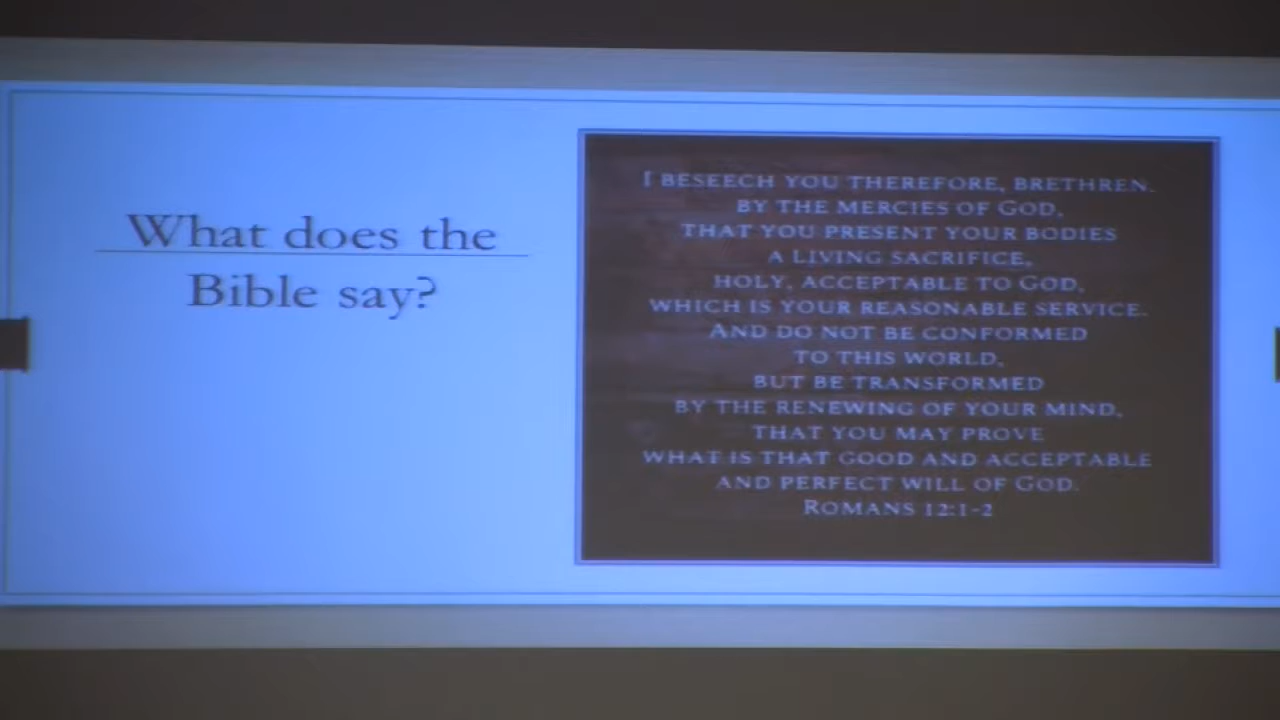 What does the
Bible say?
I BESEECH YOU THEREFORE, BRETHREN,
BY THE MERCIES OF GOD,
THAT YOU PRESENT YOUR BODIES
A LIVING SACRIFICE,
HOLY, ACCEPTABLE TO GOD,
WHICH IS YOUR REASONABLE SERVICE.
AND DO NOT BE CONFORMED
TO THIS WORLD,
BUT BE TRANSFORMED
BY THE RENEWING OF YOUR MIND,
THAT YOU MAY PROVE
WHAT IS THAT GOOD AND ACCEPTABLE
AND PERFECT WILL OF GOD.
ROMANS 12:1-2